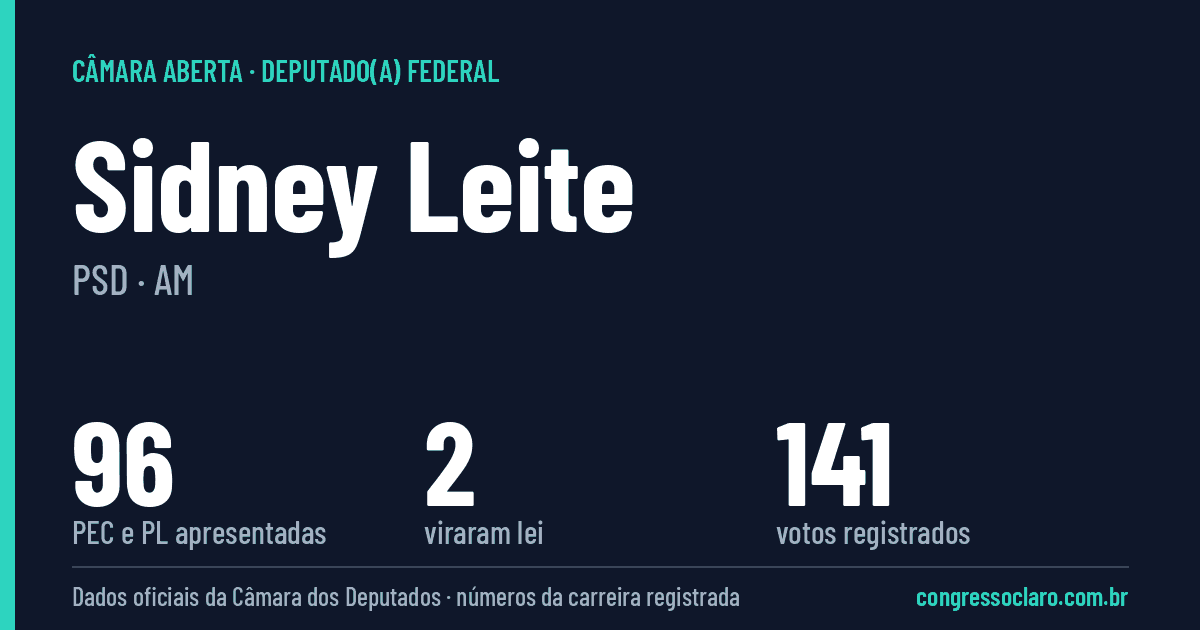 CÂMARA ABERTA · DEPUTADO(A) FEDERAL
Sidney Leite
PSD · AM
96
PEC e PL apresentadas
2
viraram lei
141
votos registrados
Dados oficiais da Câmara dos Deputados · números da carreira registrada
congressoclaro.com.br